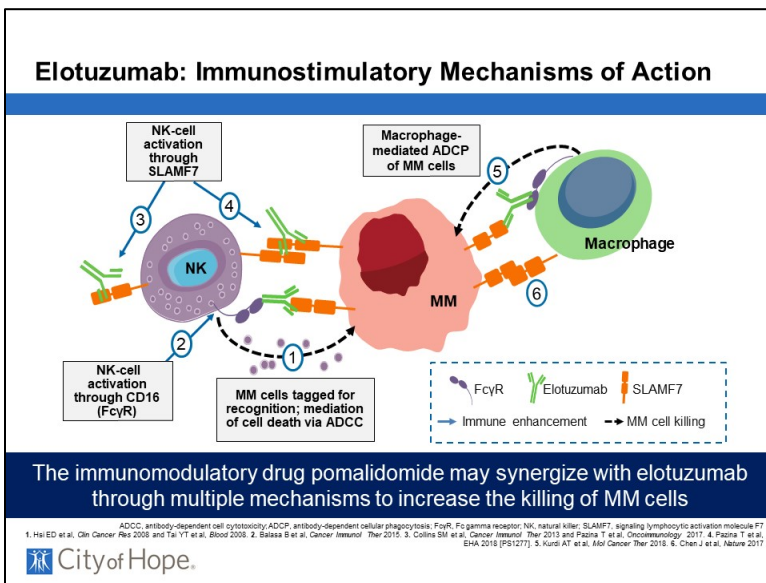 Elotuzumab: Immunostimulatory Mechanisms of Action
NK-cell
activation
through
SLAMF7
Macrophage-
mediated ADCP
of MM cells
5
3
4
Macrophage
NK
MM
6
2
1
NK-cell
activation
through CD16
(FcγR)
MM cells tagged for
recognition; mediation
of cell death via ADCC
FcγR Elotuzumab SLAMF7
Immune enhancement MM cell killing
The immunomodulatory drug pomalidomide may synergize with elotuzumab
through multiple mechanisms to increase the killing of MM cells
ADCC, antibody-dependent cell cytotoxicity; ADCP, antibody-dependent cellular phagocytosis; FcγR, Fc gamma receptor; NK, natural killer; SLAMF7, signaling lymphocytic activation molecule F7
1. Hsi ED et al, Clin Cancer Res 2008 and Tai YT et al, Blood 2008. 2. Balasa B et al, Cancer Immunol Ther 2015. 3. Collins SM et al, Cancer Immunol Ther 2013 and Pazina T et al, Oncoimmunology 2017. 4. Pazina T et al,
EHA 2018 [PS1277]. 5. Kurdi AT et al, Mol Cancer Ther 2018. 6. Chen J et al, Nature 2017
City of Hope.